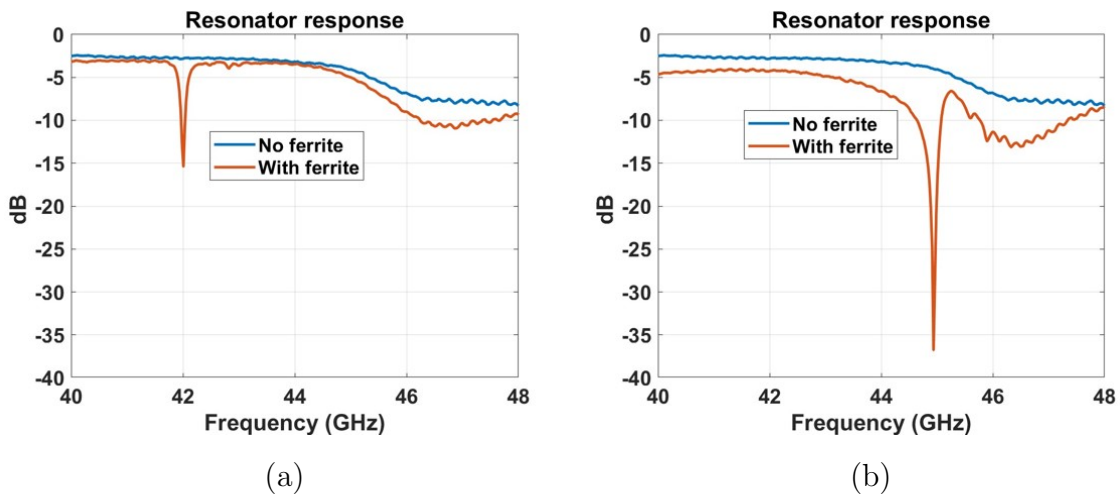 Resonator response
0
-5
-10
-15
-20
-25
-30
-35
-40
dB
No ferrite
With ferrite
40 42 44 46 48
Frequency (GHz)
(a)
Resonator response
0
-5
-10
-15
-20
-25
-30
-35
-40
dB
No ferrite
With ferrite
40 42 44 46 48
Frequency (GHz)
(b)